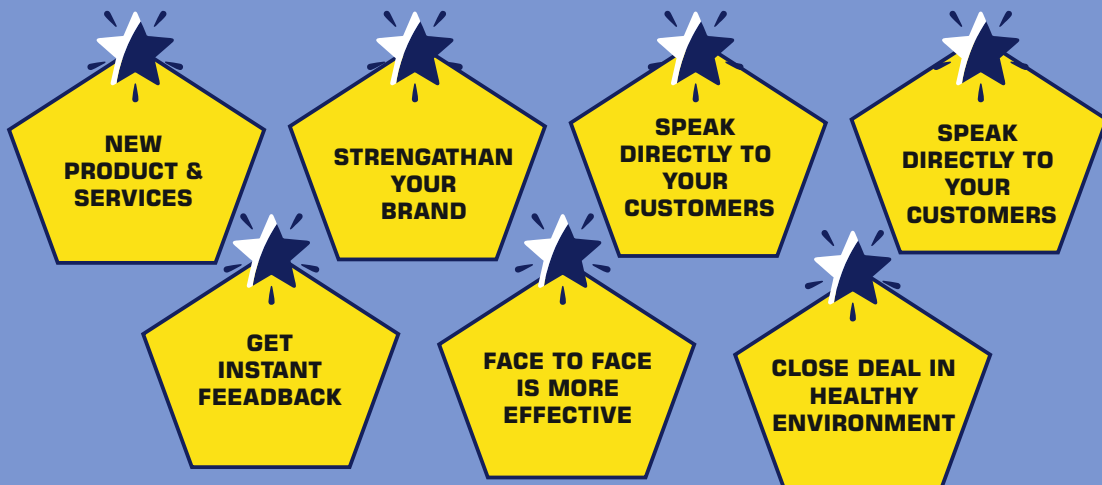 NEW
PRODUCT &
SERVICES
STRENGATHAN
YOUR
BRAND
SPEAK
DIRECTLY TO
YOUR
CUSTOMERS
SPEAK
DIRECTLY TO
YOUR
CUSTOMERS
GET
INSTANT
FEEADBACK
FACE TO FACE
IS MORE
EFFECTIVE
CLOSE DEAL IN
HEALTHY
ENVIRONMENT